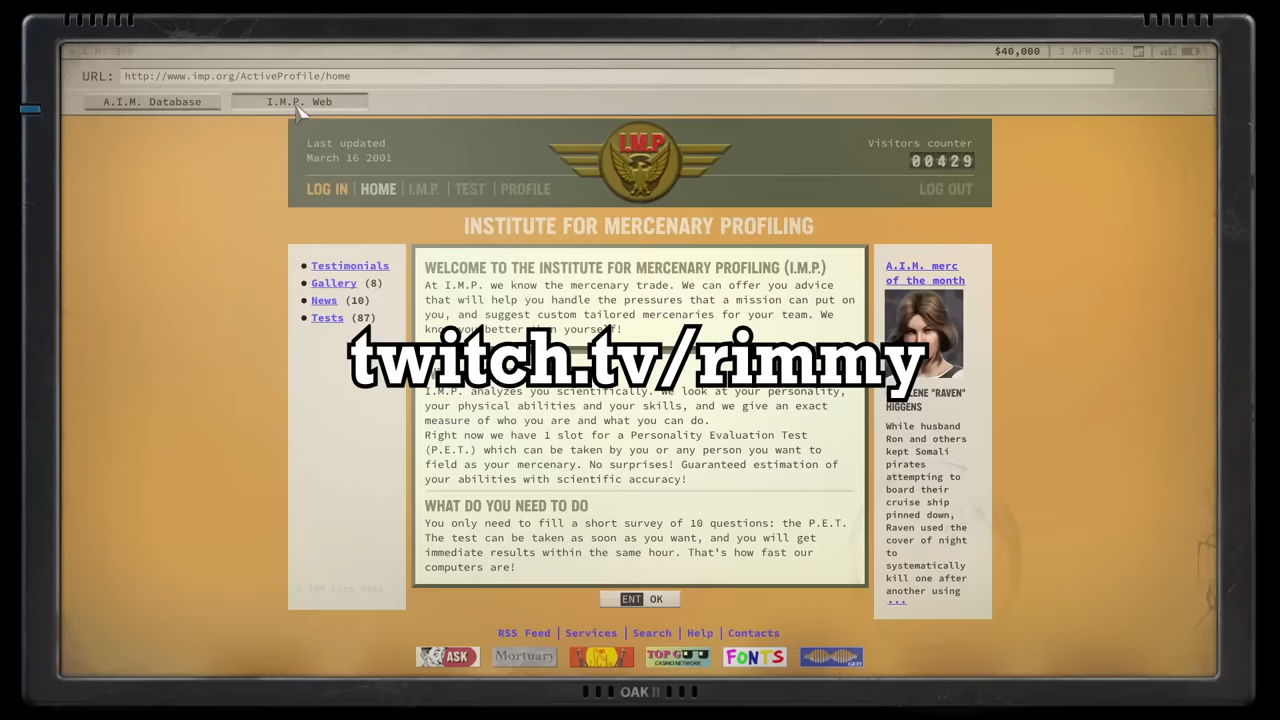 A.I.M. 3.0
$40,000
3 APR 2001
URL: http://www.imp.org/ActiveProfile/home
A.I.M. Database
I.M.P. Web
Last updated
March 16 2001
I.M.P
Visitors counter
00429
LOG IN | HOME | I.M.P. | TEST | PROFILE
LOG OUT
INSTITUTE FOR MERCENARY PROFILING
Testimonials
Gallery (8)
News (10)
Tests (87)
WELCOME TO THE INSTITUTE FOR MERCENARY PROFILING (I.M.P.)
At I.M.P. we know the mercenary trade. We can offer you advice
that will help you handle the pressures that a mission can put on
you, and suggest custom tailored mercenaries for your team. We
know you better than yourself!
twitch.tv/rimmy
I.M.P. analyzes you scientifically. We look at your personality,
your physical abilities and your skills, and we give an exact
measure of who you are and what you can do.
Right now we have 1 slot for a Personality Evaluation Test
(P.E.T.) which can be taken by you or any person you want to
field as your mercenary. No surprises! Guaranteed estimation of
your abilities with scientific accuracy!
WHAT DO YOU NEED TO DO
You only need to fill a short survey of 10 questions: the P.E.T.
The test can be taken as soon as you want, and you will get
immediate results within the same hour. That's how fast our
computers are!
A.I.M. merc
of the month
"RAVEN"
HIGGENS
While husband
Ron and others
kept Somali
pirates
attempting to
board their
cruise ship
pinned down,
Raven used the
cover of night
to
systematically
kill one after
another using
...
ENT OK
RSS Feed | Services | Search | Help | Contacts
ASK
Mortuary
TOP G
CASINO NETWORK
FONTS
GET!
OAK II